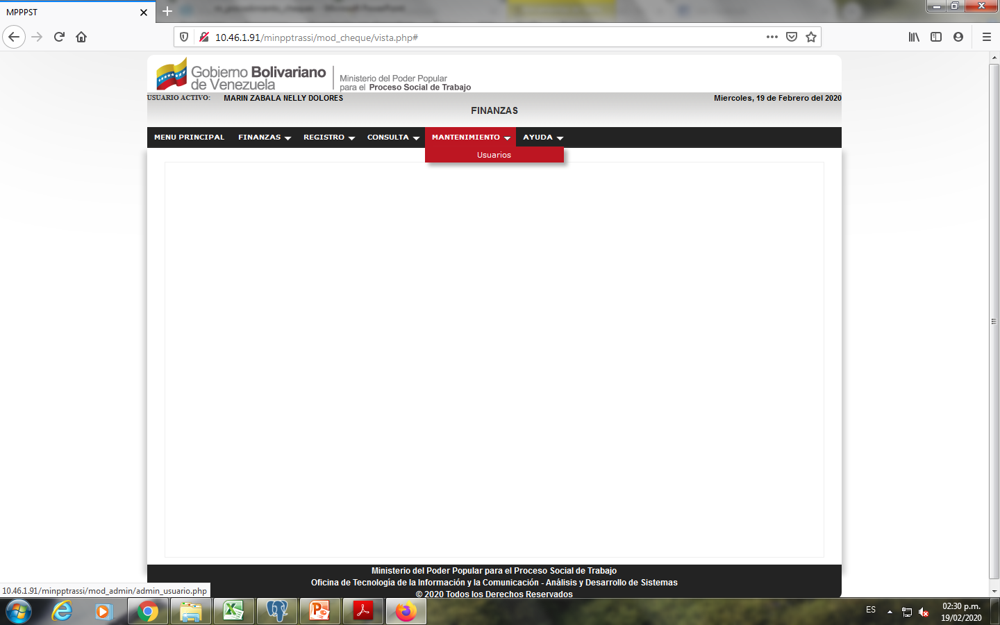 MPPPST
10.46.1.91/minpptrassi/mod_cheque/vista.php#
Gobierno Bolivariano
de Venezuela
Ministerio del Poder Popular
para el Proceso Social de Trabajo
USUARIO ACTIVO: MARIN ZABALA NELLY DOLORES Miercoles, 19 de Febrero del 2020
FINANZAS
MENU PRINCIPAL FINANZAS REGISTRO CONSULTA MANTENIMIENTO AYUDA
Usuarios
Ministerio del Poder Popular para el Proceso Social de Trabajo
Oficina de Tecnología de la Información y la Comunicación - Análisis y Desarrollo de Sistemas
© 2020 Todos los Derechos Reservados
10.46.1.91/minpptrassi/mod_admin/admin_usuario.php
ES
02:30 p.m.
19/02/2020